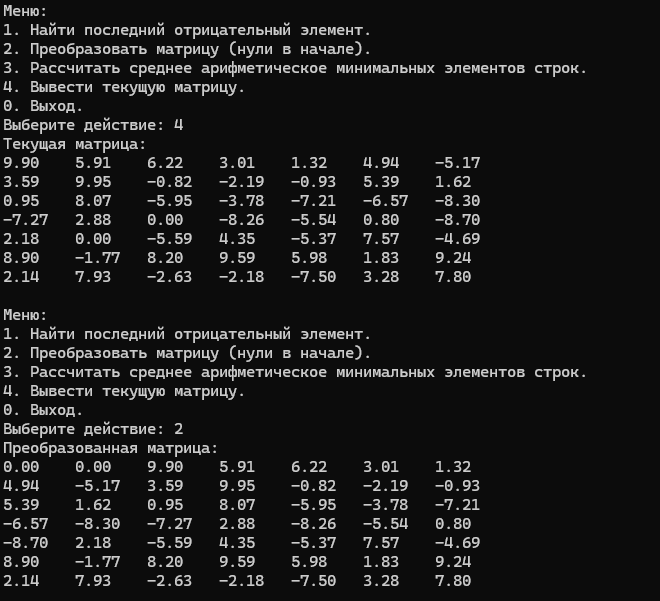 Меню:
1. Найти последний отрицательный элемент.
2. Преобразовать матрицу (нули в начале).
3. Рассчитать среднее арифметическое минимальных элементов строк.
4. Вывести текущую матрицу.
0. Выход.
Выберите действие: 4
Текущая матрица:
9.90 5.91 6.22 3.01 1.32 4.94 -5.17
3.59 9.95 -0.82 -2.19 -0.93 5.39 1.62
0.95 8.07 -5.95 -3.78 -7.21 -6.57 -8.30
-7.27 2.88 0.00 -8.26 -5.54 0.80 -8.70
2.18 0.00 -5.59 4.35 -5.37 7.57 -4.69
8.90 -1.77 8.20 9.59 5.98 1.83 9.24
2.14 7.93 -2.63 -2.18 -7.50 3.28 7.80
Меню:
1. Найти последний отрицательный элемент.
2. Преобразовать матрицу (нули в начале).
3. Рассчитать среднее арифметическое минимальных элементов строк.
4. Вывести текущую матрицу.
0. Выход.
Выберите действие: 2
Преобразованная матрица:
0.00 0.00 9.90 5.91 6.22 3.01 1.32
4.94 -5.17 3.59 9.95 -0.82 -2.19 -0.93
5.39 1.62 0.95 8.07 -5.95 -3.78 -7.21
-6.57 -8.30 -7.27 2.88 -8.26 -5.54 0.80
-8.70 2.18 -5.59 4.35 -5.37 7.57 -4.69
8.90 -1.77 8.20 9.59 5.98 1.83 9.24
2.14 7.93 -2.63 -2.18 -7.50 3.28 7.80